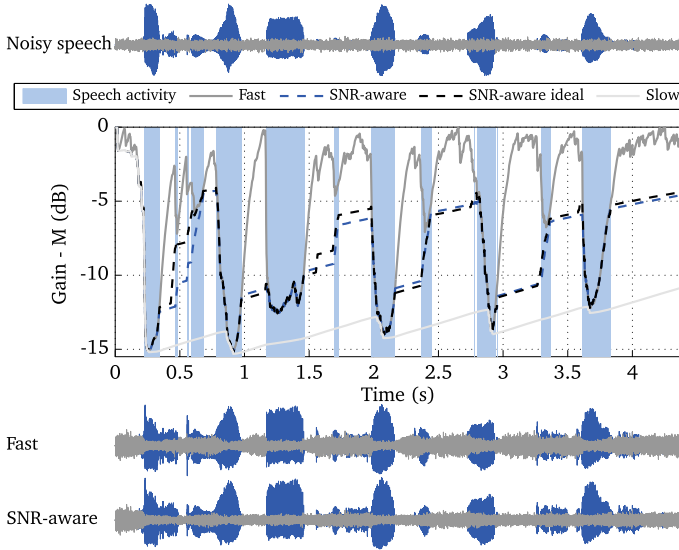 Noisy speech
Speech activity Fast SNR-aware SNR-aware ideal Slow
0
-5
-10
-15
Gain - M (dB)
0 0.5 1 1.5 2 2.5 3 3.5 4
Time (s)
Fast
SNR-aware